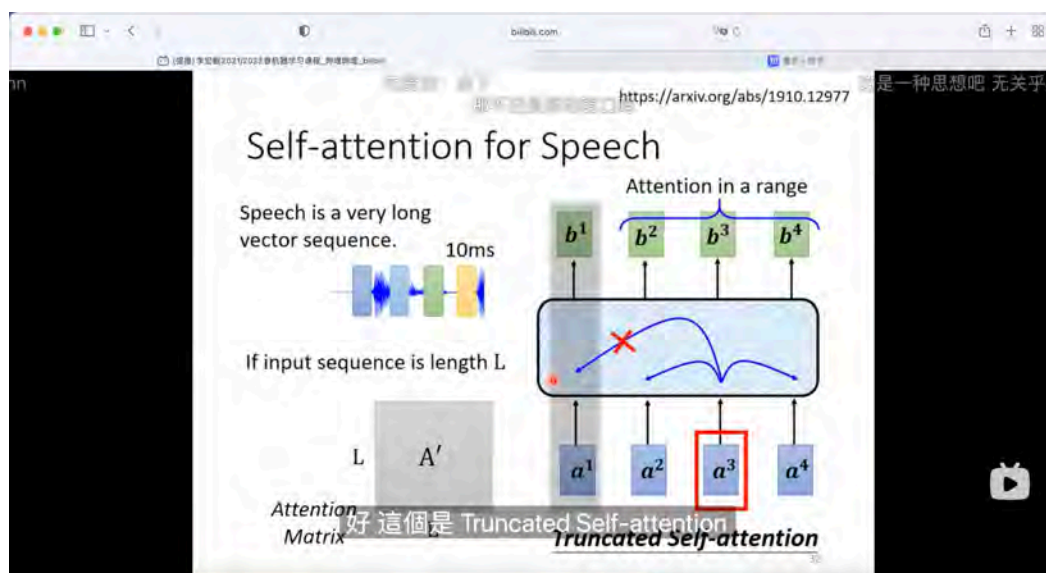 bilibili.com
https://arxiv.org/abs/1910.12977
是一种思想吧 无关乎
Self-attention for Speech
Attention in a range
Speech is a very long
vector sequence.
10ms
b¹ b² b³ b⁴
If input sequence is length L
L
A′
a¹ a² a³ a⁴
Attention
Matrix
好 這個是 Truncated Self-attention
Truncated Self-attention